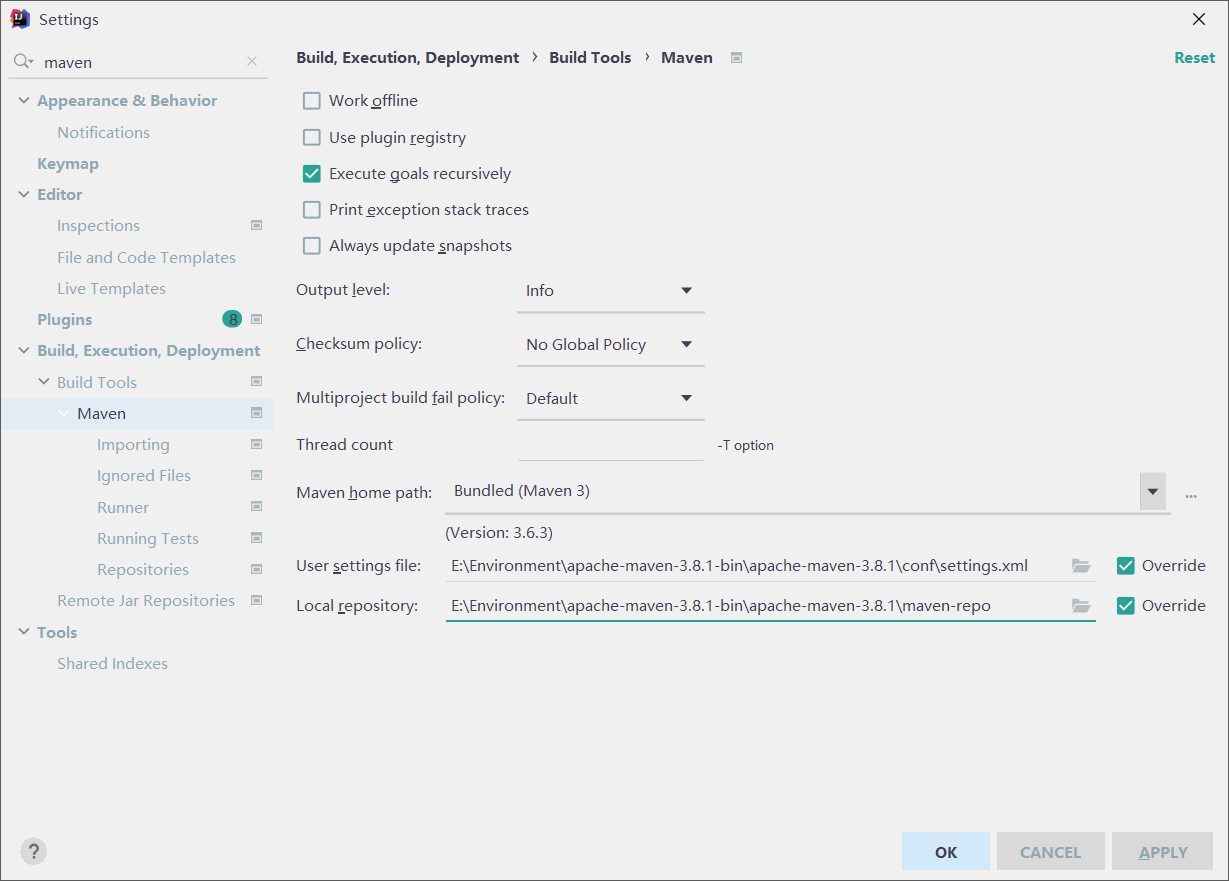 Settings
maven
Appearance & Behavior
Notifications
Keymap
Editor
Inspections
File and Code Templates
Live Templates
Plugins 8
Build, Execution, Deployment
Build Tools
Maven
Importing
Ignored Files
Runner
Running Tests
Repositories
Remote Jar Repositories
Tools
Shared Indexes
?
Build, Execution, Deployment › Build Tools › Maven
Reset
Work offline
Use plugin registry
Execute goals recursively
Print exception stack traces
Always update snapshots
Output level: Info
Checksum policy: No Global Policy
Multiproject build fail policy: Default
Thread count -T option
Maven home path: Bundled (Maven 3) ...
(Version: 3.6.3)
User settings file: E:\Environment\apache-maven-3.8.1-bin\apache-maven-3.8.1\conf\settings.xml Override
Local repository: E:\Environment\apache-maven-3.8.1-bin\apache-maven-3.8.1\maven-repo Override
OK CANCEL APPLY